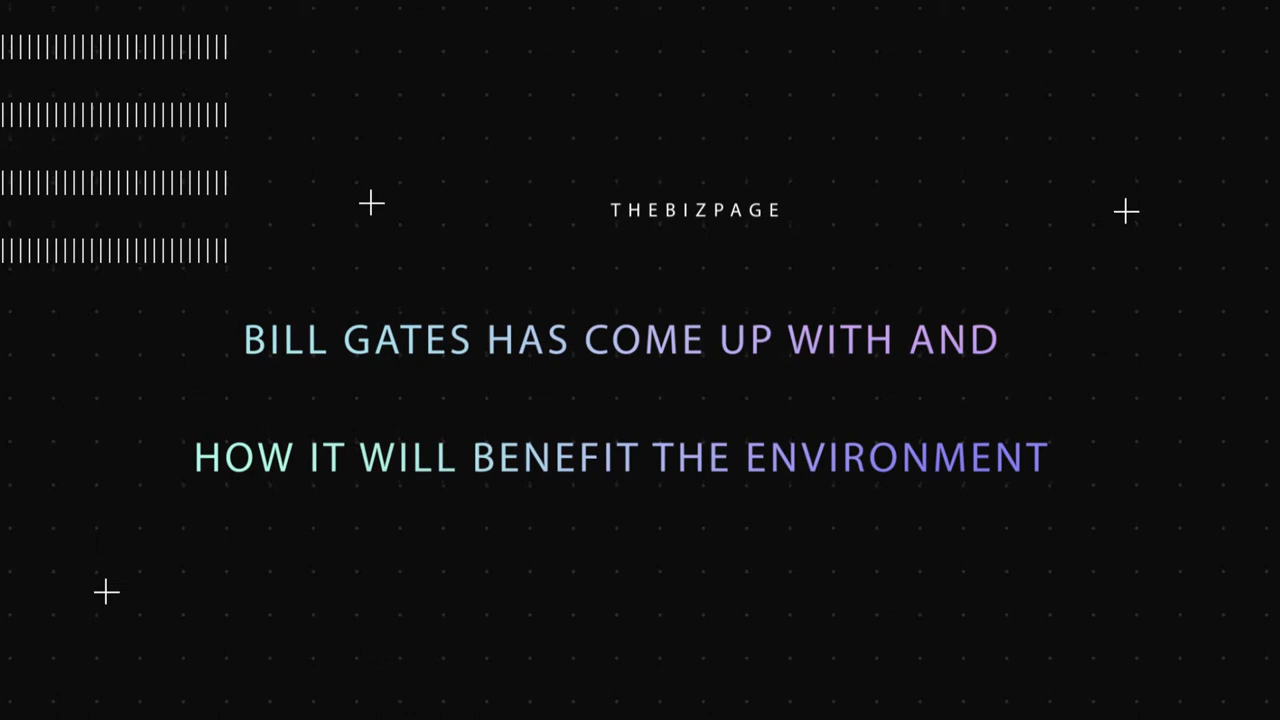 THEBIZPAGE
BILL GATES HAS COME UP WITH AND
HOW IT WILL BENEFIT THE ENVIRONMENT